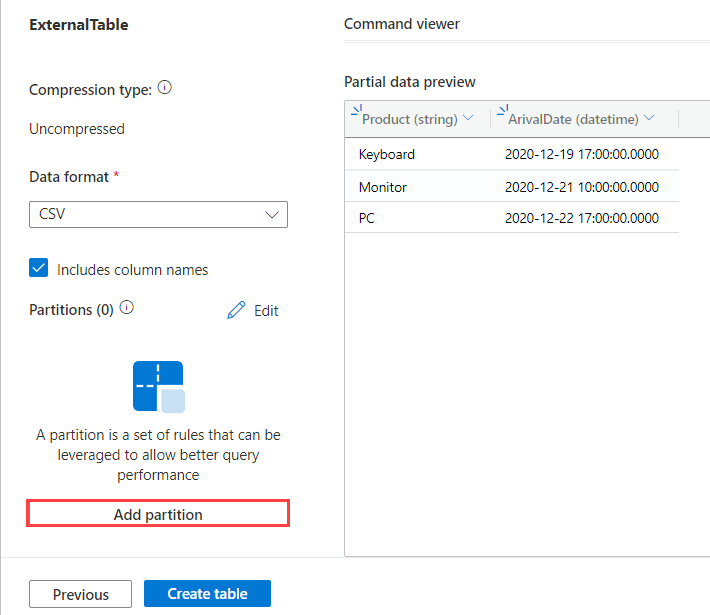 ExternalTable
Compression type:
Uncompressed
Data format *
CSV
Includes column names
Partitions (0)
Edit
A partition is a set of rules that can be
leveraged to allow better query
performance
Add partition
Previous
Create table
Command viewer
Partial data preview
Product (string) ArivalDate (datetime)
Keyboard 2020-12-19 17:00:00.0000
Monitor 2020-12-21 10:00:00.0000
PC 2020-12-22 17:00:00.0000